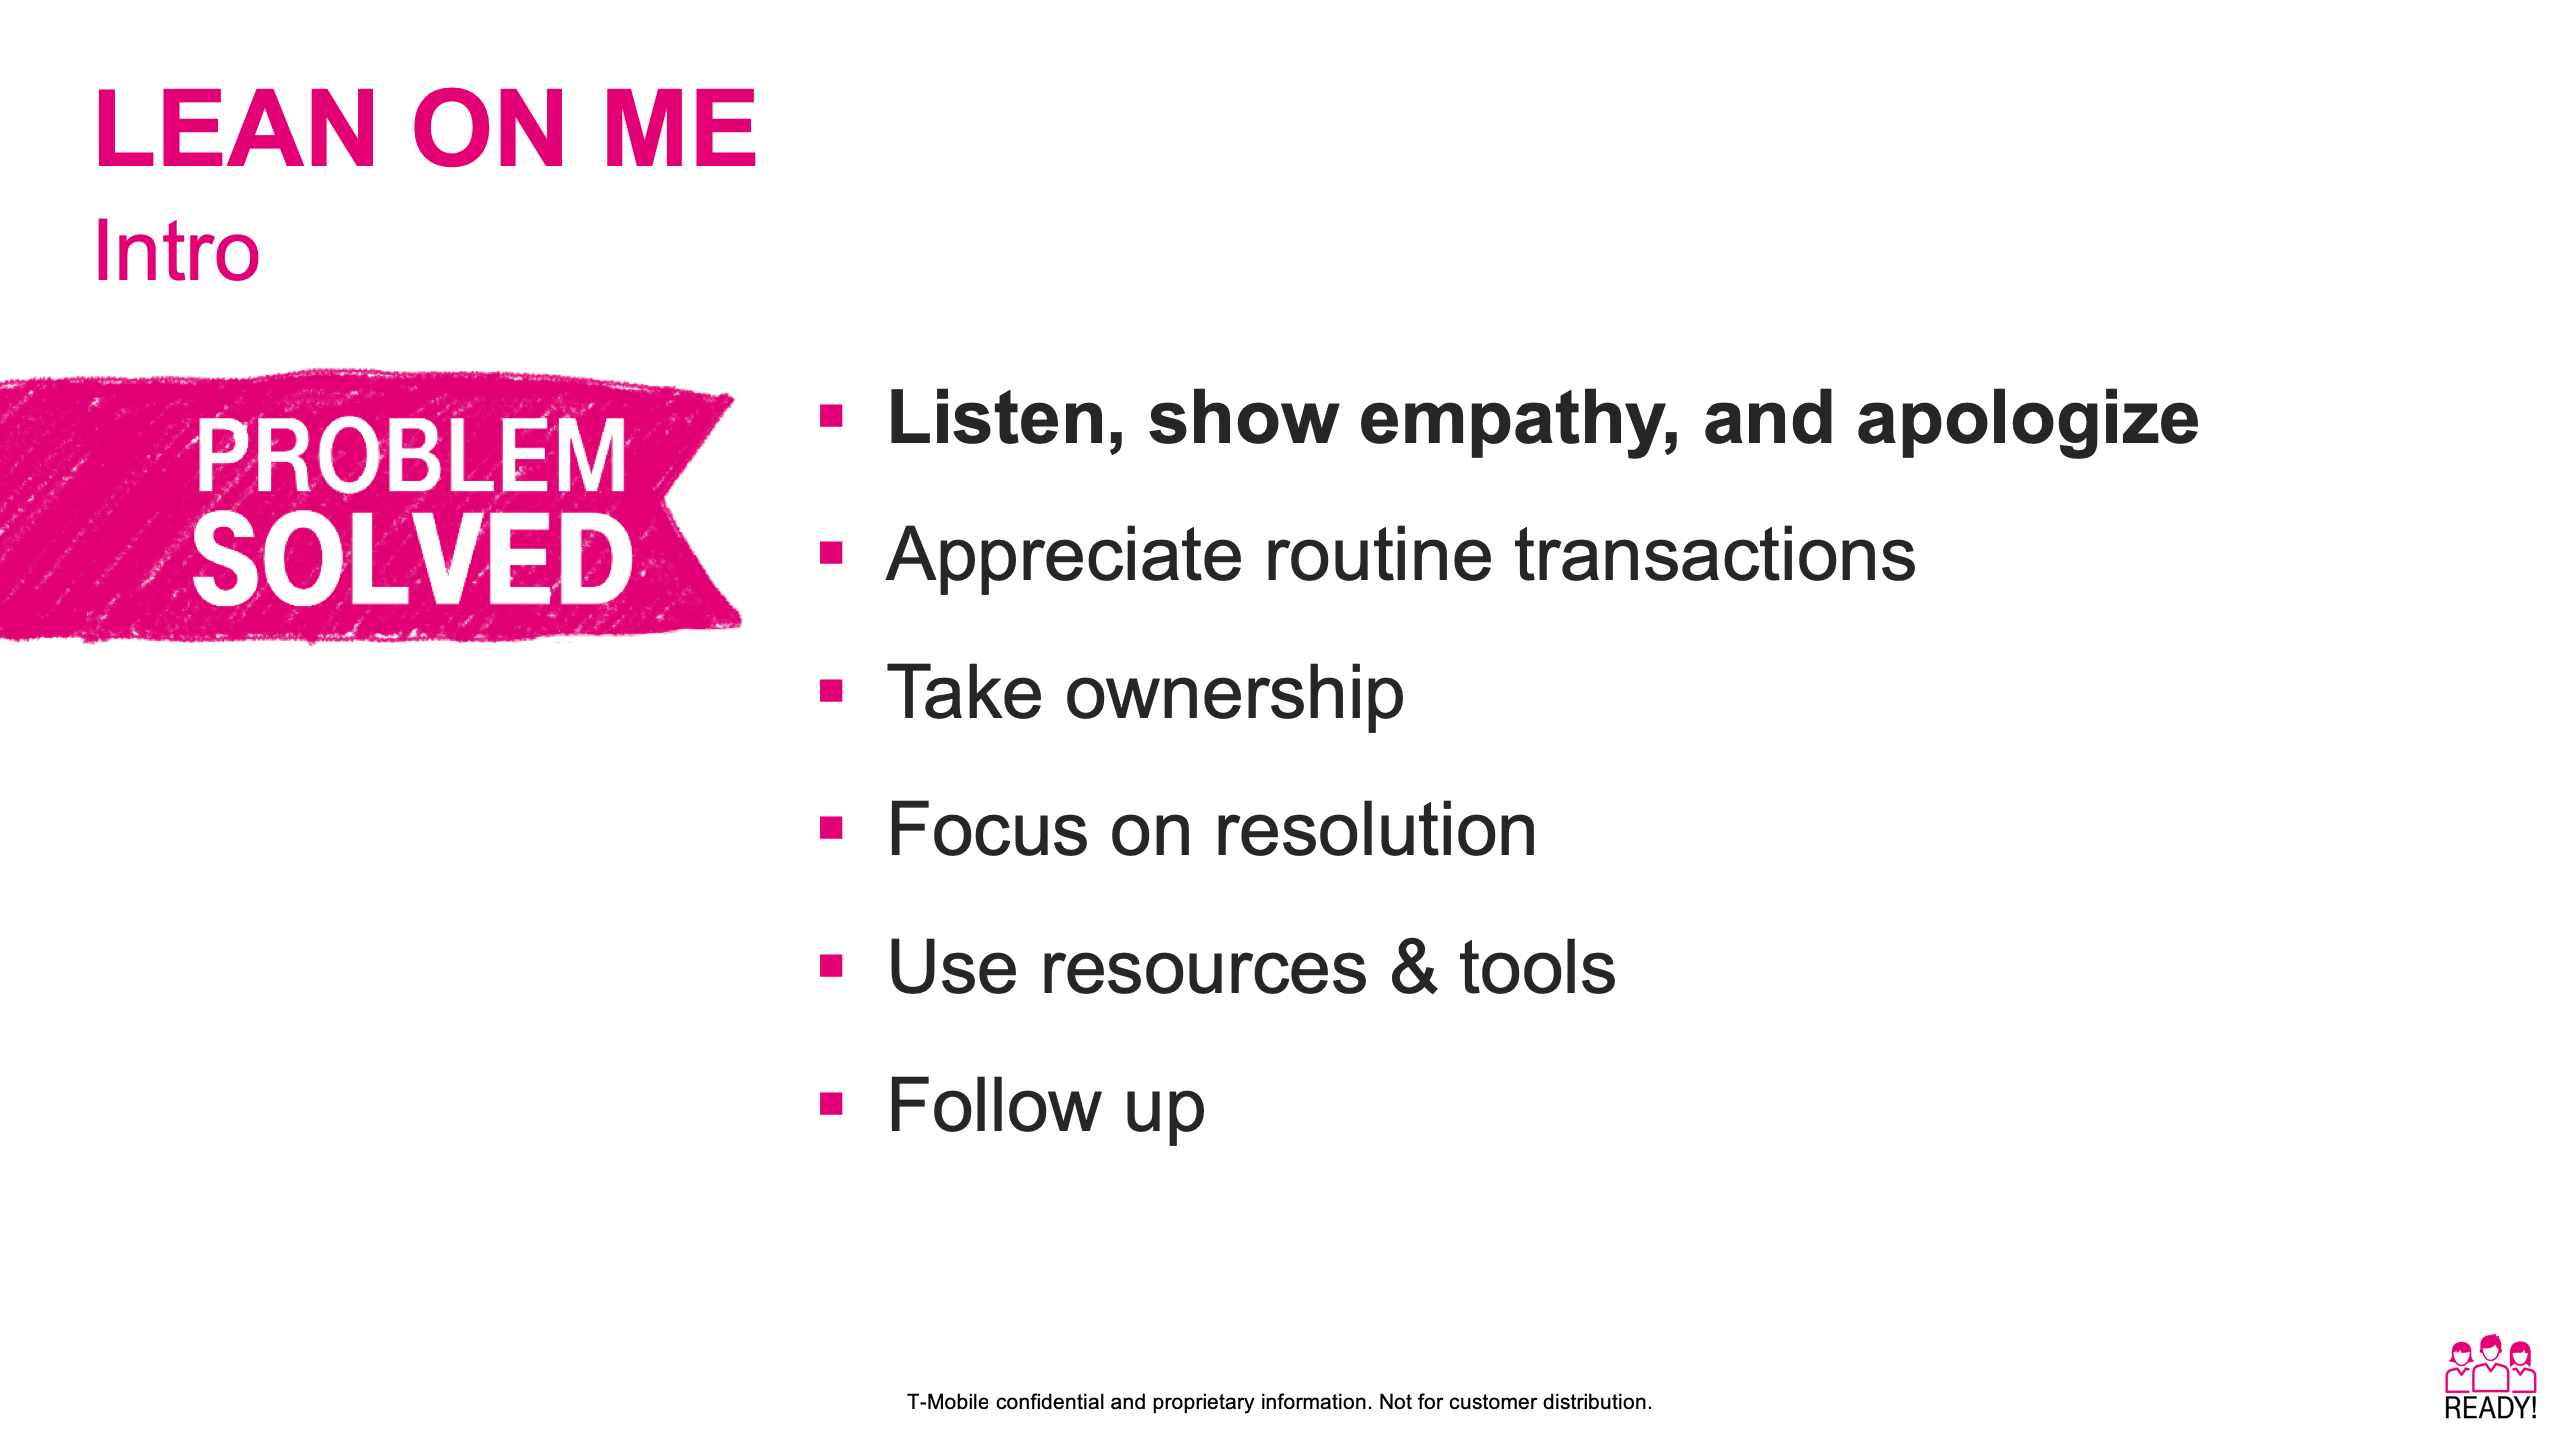 LEAN ON ME
Intro
PROBLEM
SOLVED
Listen, show empathy, and apologize
Appreciate routine transactions
Take ownership
Focus on resolution
Use resources & tools
Follow up
T-Mobile confidential and proprietary information. Not for customer distribution.
READY!